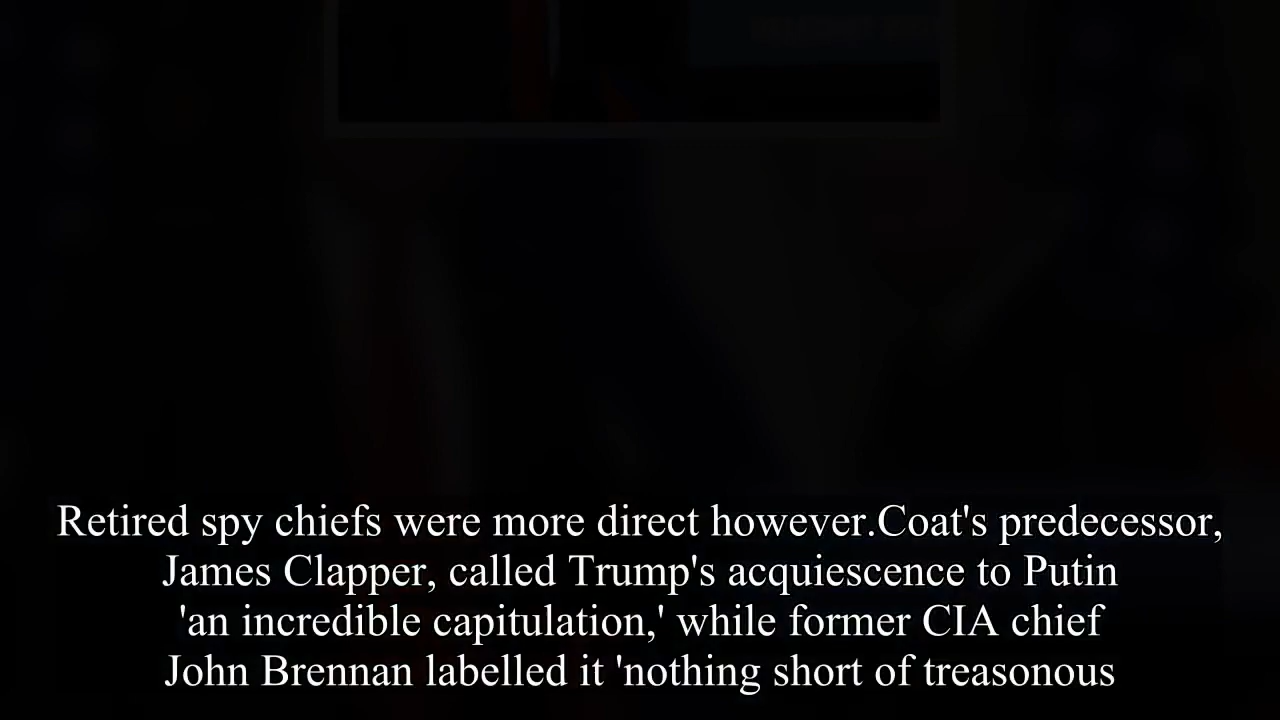 Retired spy chiefs were more direct however.Coat's predecessor,
James Clapper, called Trump's acquiescence to Putin
'an incredible capitulation,' while former CIA chief
John Brennan labelled it 'nothing short of treasonous